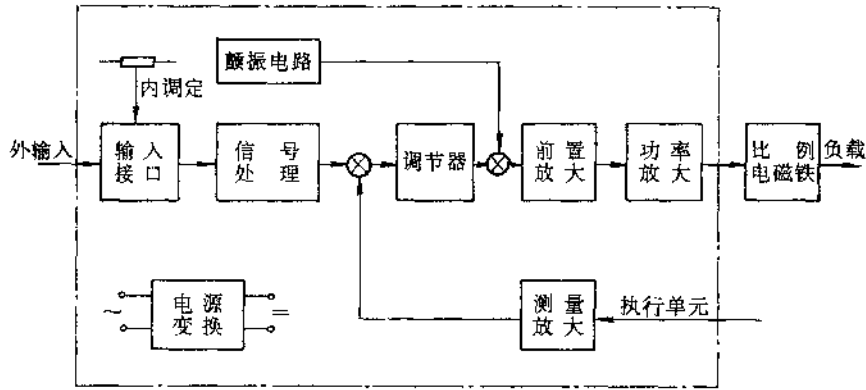 颤振电路
内调定
外输入
输入
接口
信号
处理
调节器
前置
放大
功率
放大
比例
电磁铁
负载
电源
变换
~
=
测量
放大
执行单元